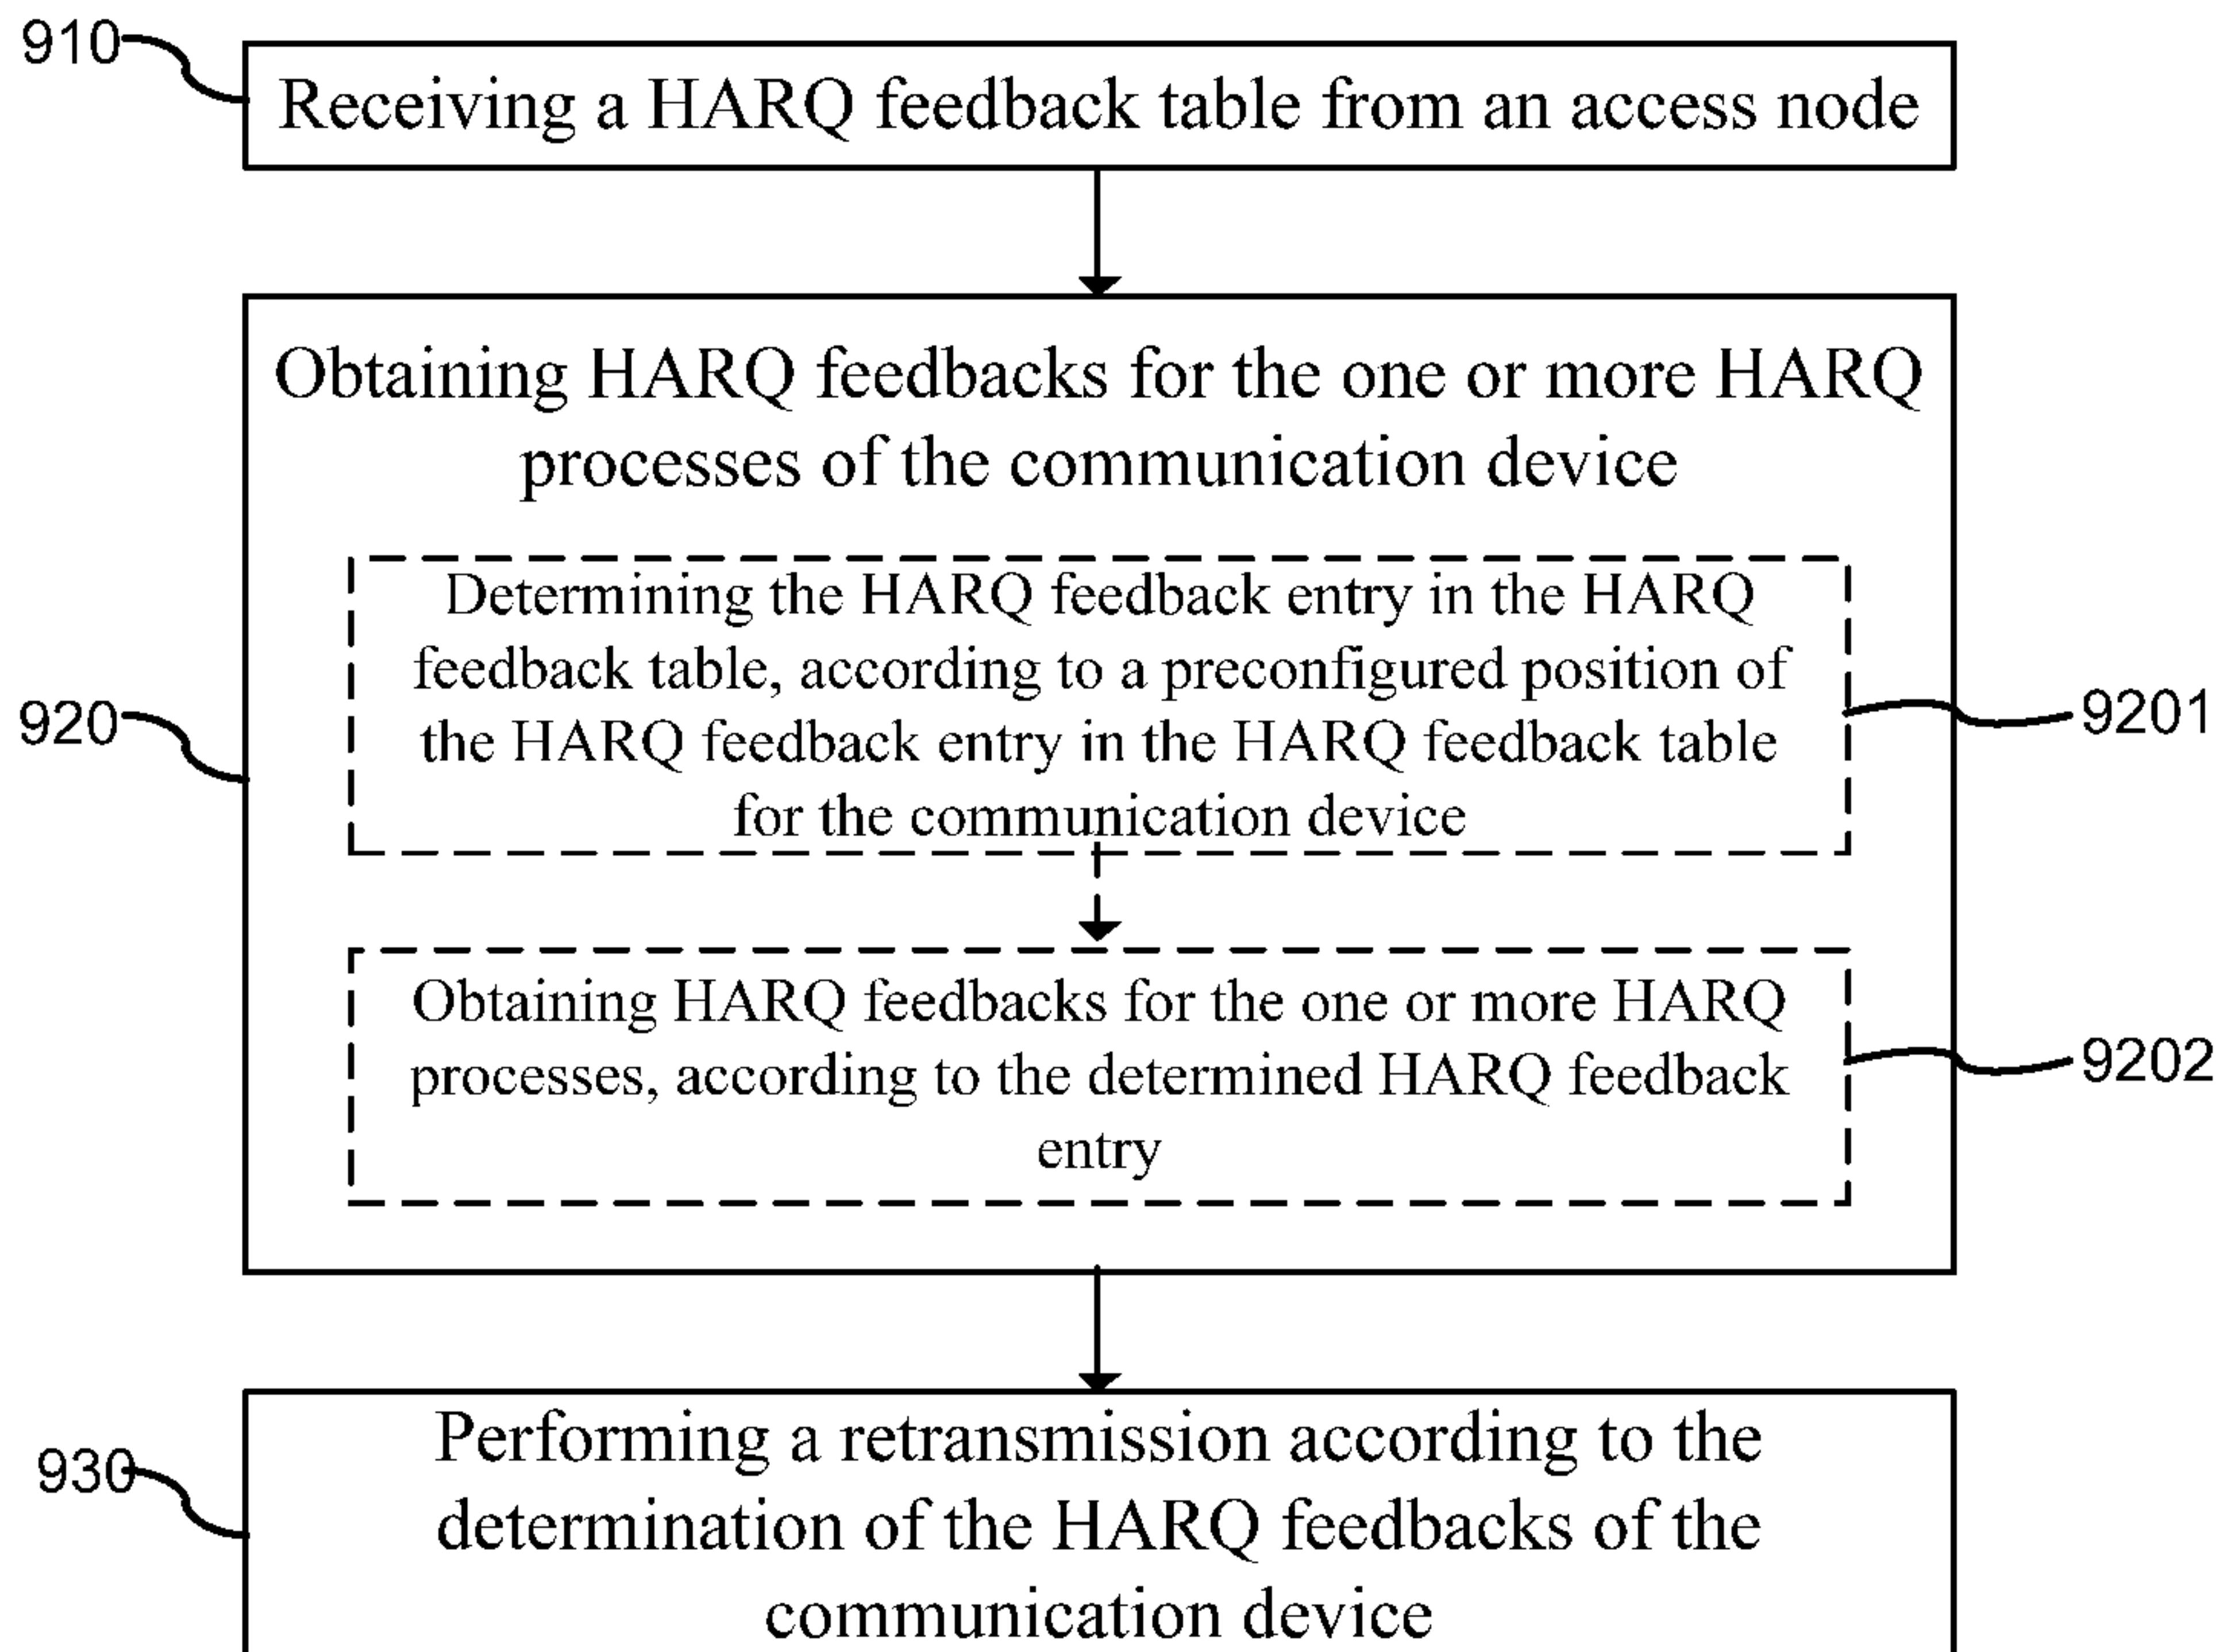 910
Receiving a HARQ feedback table from an access node
Obtaining HARQ feedbacks for the one or more HARQ
processes of the communication device
Determining the HARQ feedback entry in the HARQ
feedback table, according to a preconfigured position of
the HARQ feedback entry in the HARQ feedback table
for the communication device
920
9201
Obtaining HARQ feedbacks for the one or more HARQ
processes, according to the determined HARQ feedback
entry
9202
930
Performing a retransmission according to the
determination of the HARQ feedbacks of the
communication device